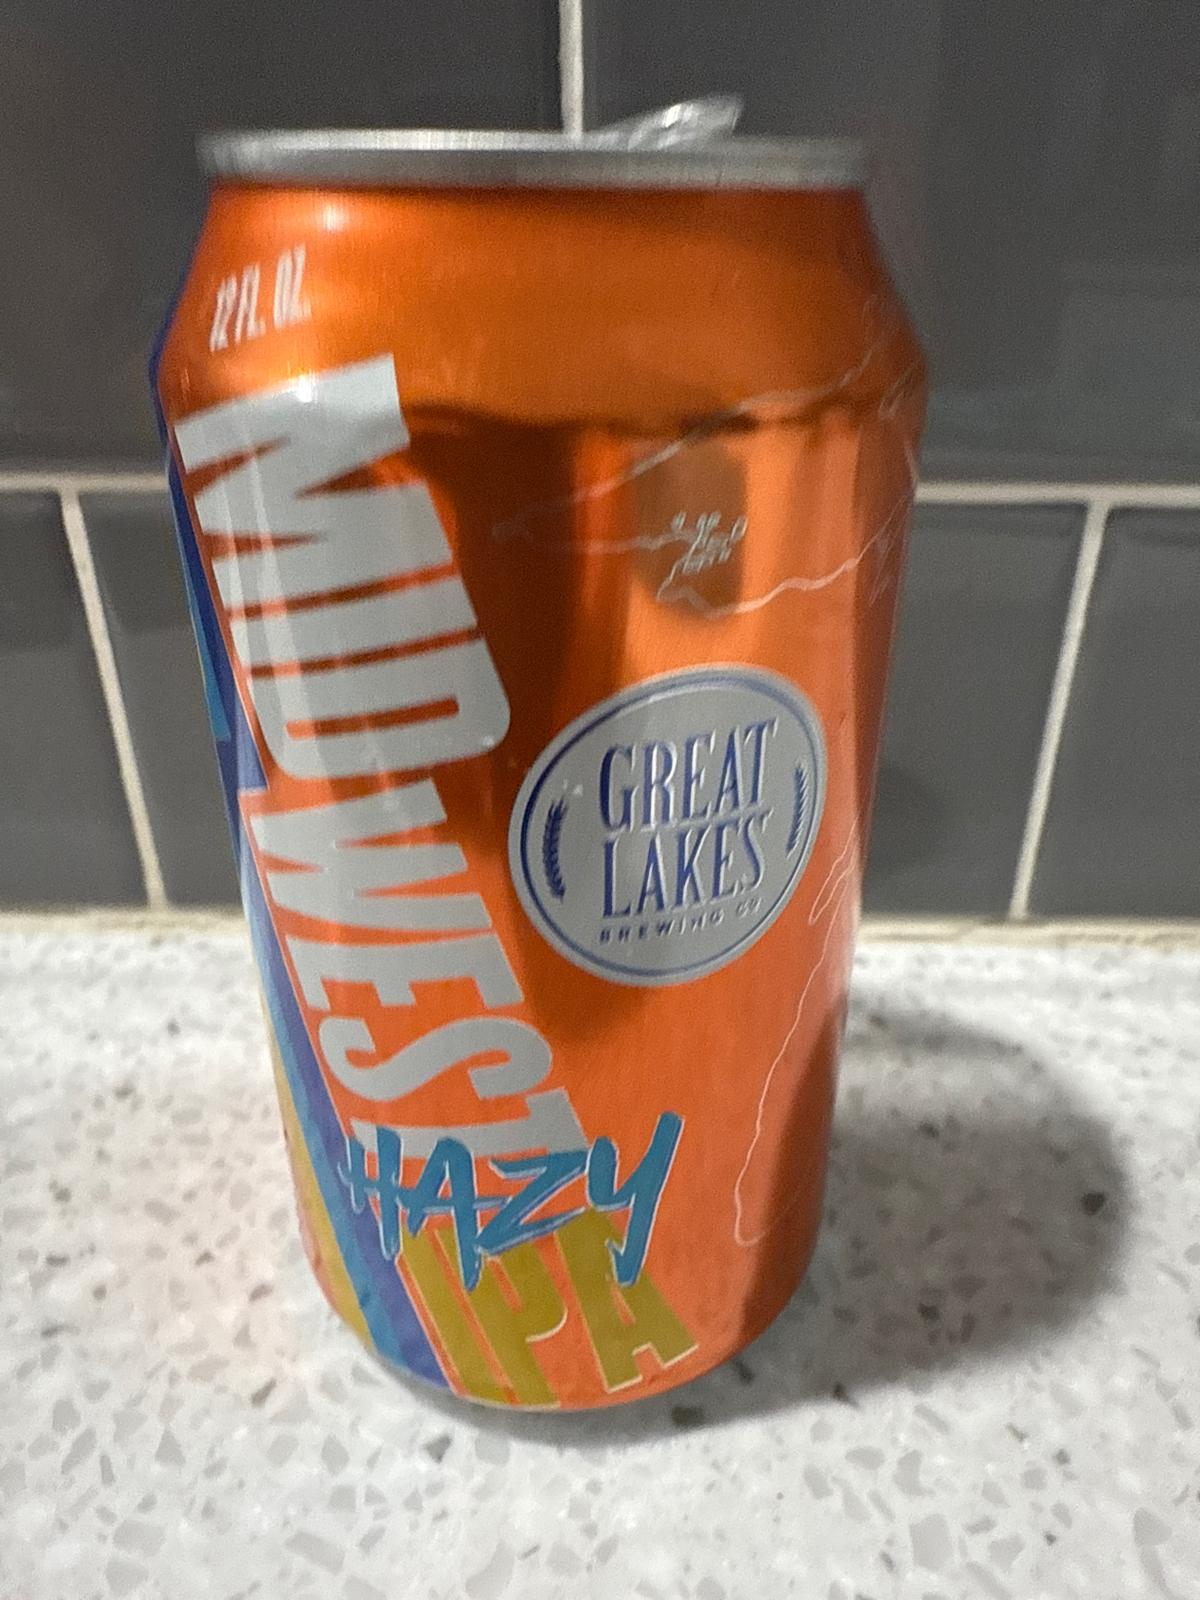 12 FL. OZ.
MIDWEST
HAZY
IPA
GREAT
LAKES
BREWING CO